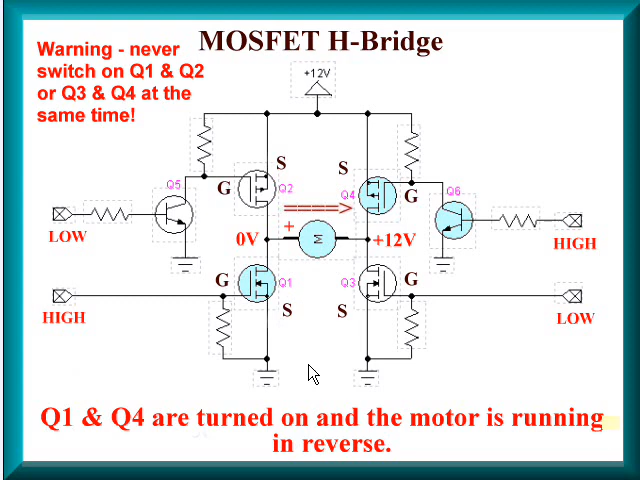 MOSFET H-Bridge
Warning - never
switch on Q1 & Q2
or Q3 & Q4 at the
same time!
+12V
S
S
Q5
G
Q2
Q4
G
Q6
====>
+
LOW
0V
M
+12V
HIGH
G
Q1
Q3
G
HIGH
S
S
LOW
Q1 & Q4 are turned on and the motor is running
in reverse.